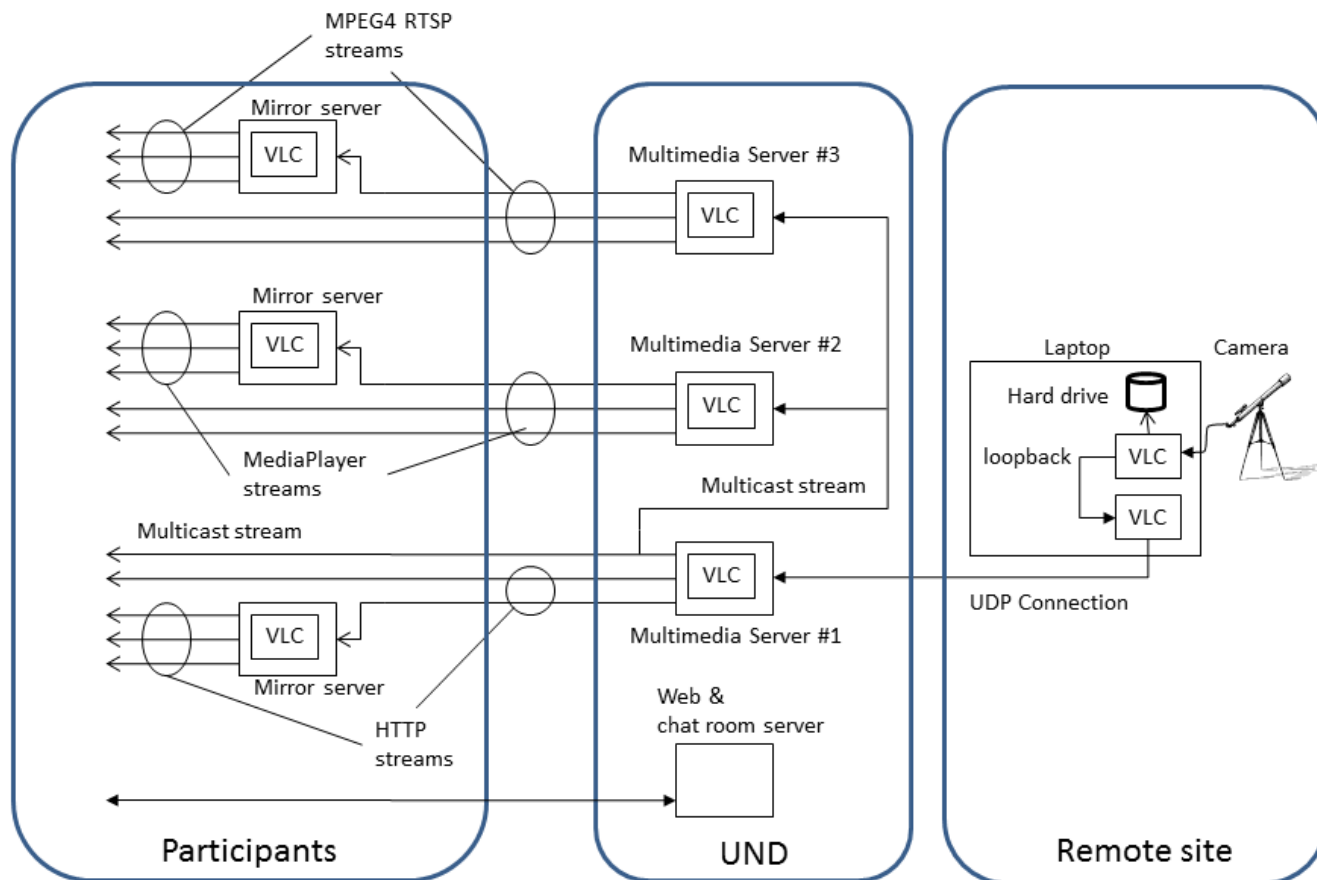 MPEG4 RTSP
streams
Mirror server
VLC
Multimedia Server #3
VLC
Mirror server
VLC
Multimedia Server #2
VLC
MediaPlayer
streams
Multicast stream
Multicast stream
VLC
Multimedia Server #1
VLC
Mirror server
HTTP
streams
Web &
chat room server
Laptop
Camera
Hard drive
loopback
VLC
VLC
UDP Connection
Participants
UND
Remote site